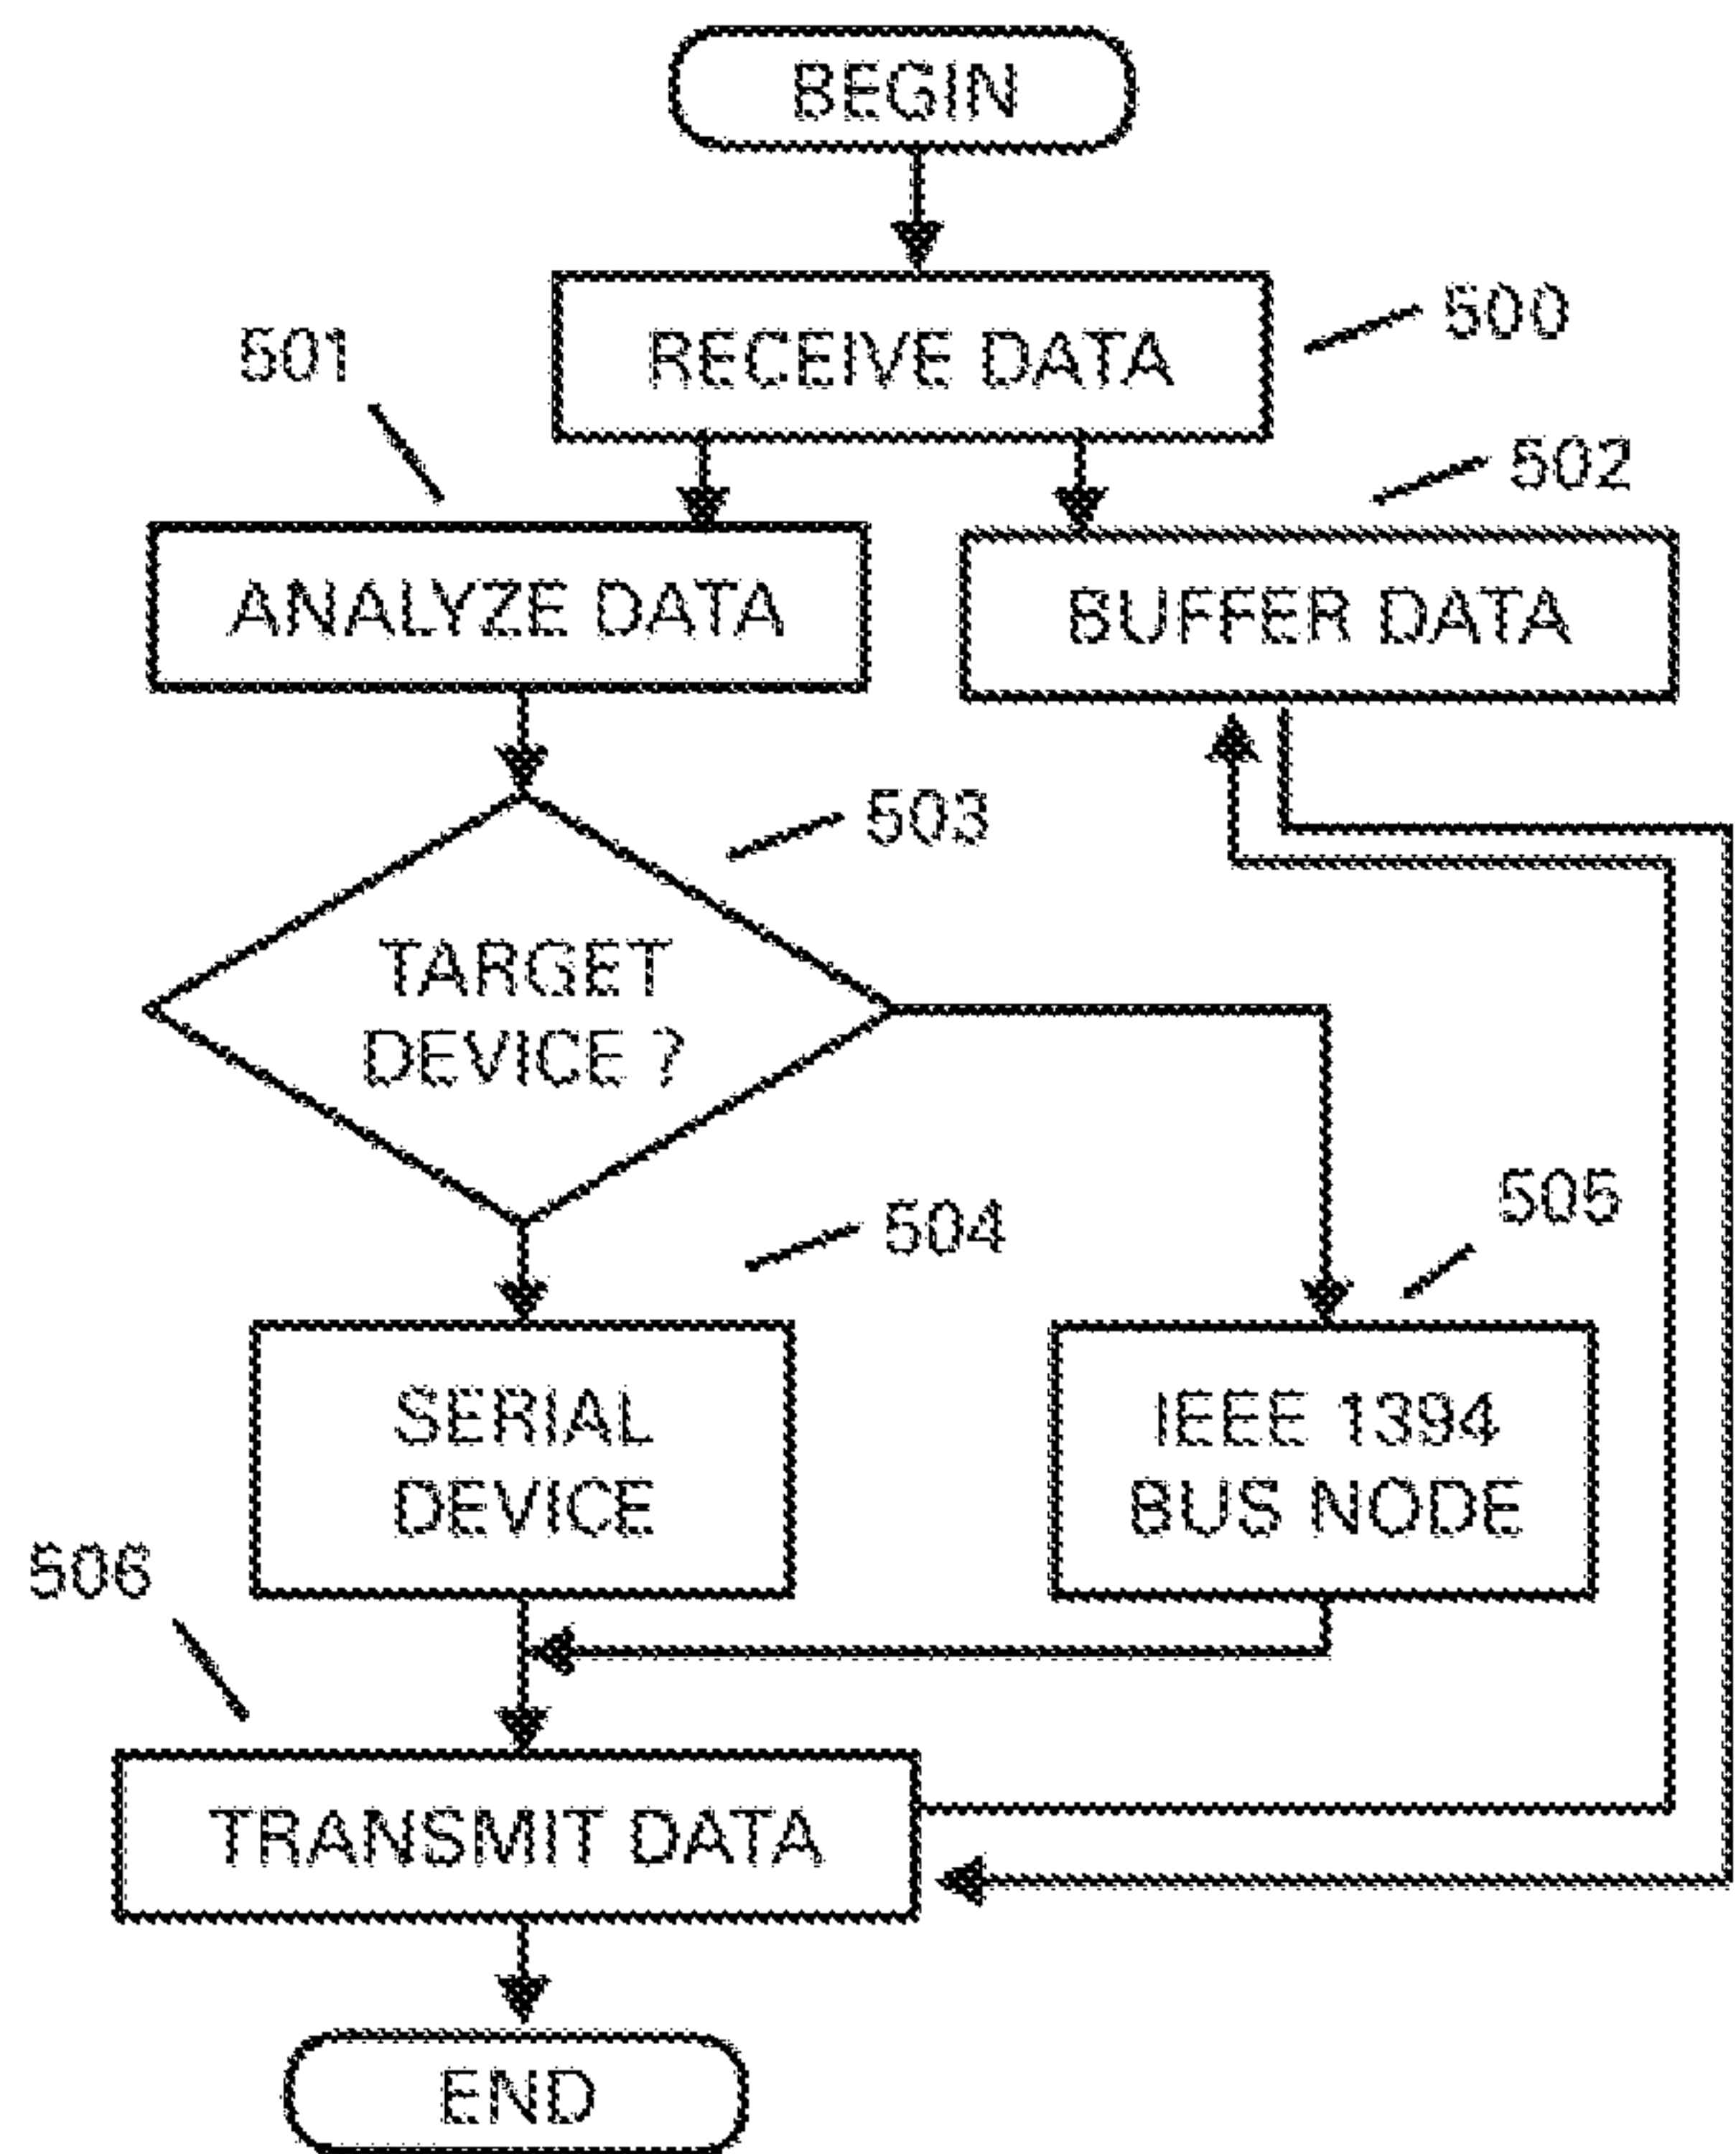 BEGIN
RECEIVE DATA
500
501
502
ANALYZE DATA
BUFFER DATA
503
TARGET
DEVICE ?
504
505
SERIAL
DEVICE
IEEE 1394
BUS NODE
506
TRANSMIT DATA
END